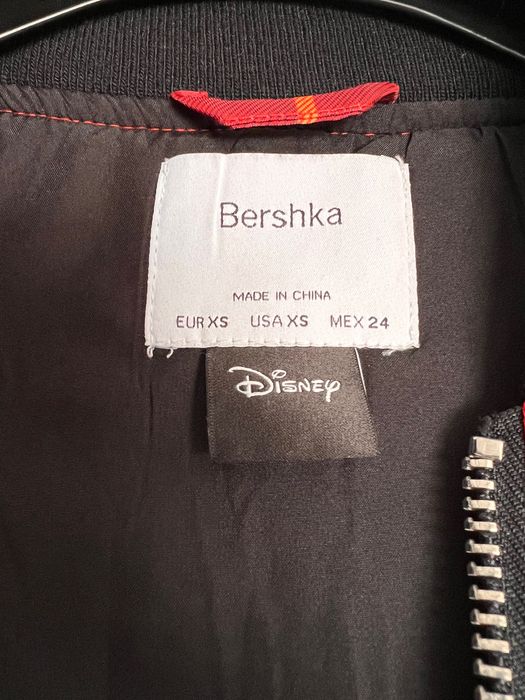 Bershka
MADE IN CHINA
EUR XS USA XS MEX 24
Disney